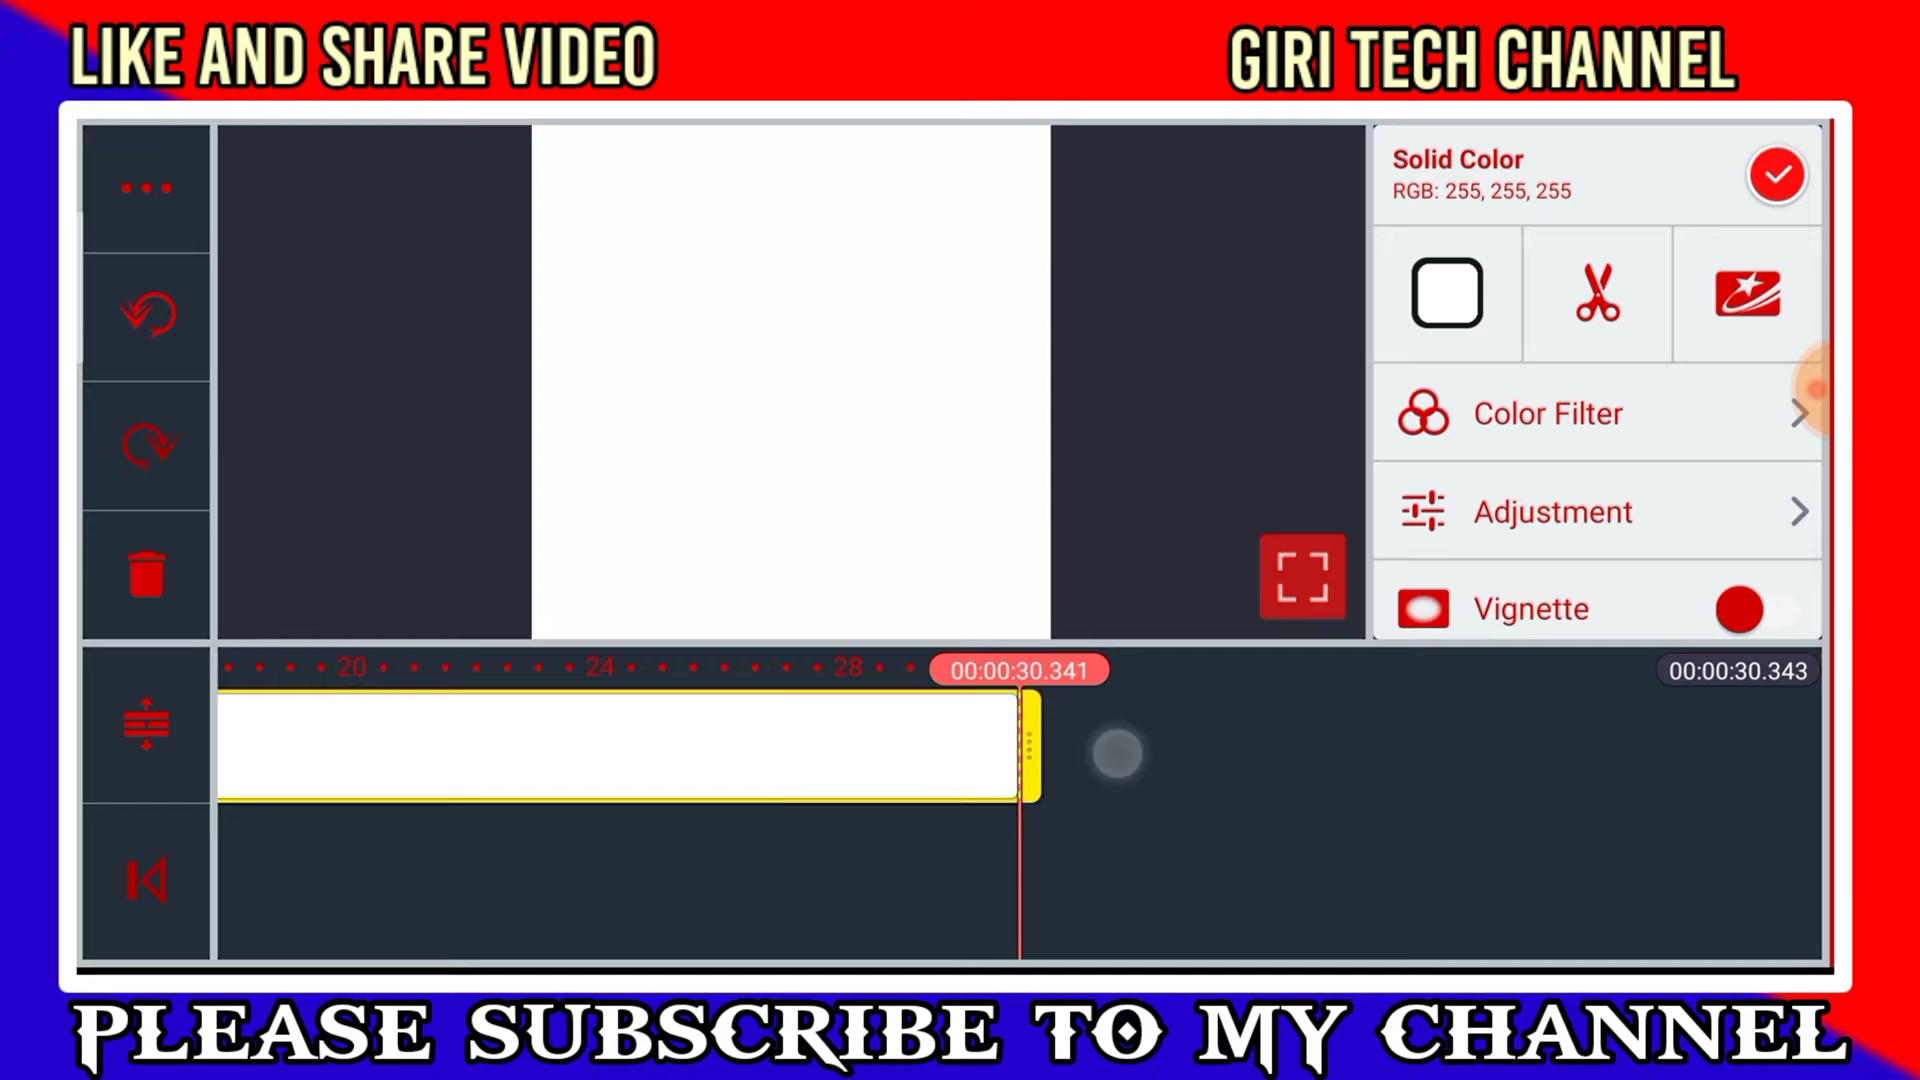 LIKE AND SHARE VIDEO
GIRI TECH CHANNEL
Solid Color
RGB: 255, 255, 255
Color Filter
Adjustment
Vignette
20 24 28 00:00:30.341 00:00:30.343
PLEASE SUBSCRIBE TO MY CHANNEL